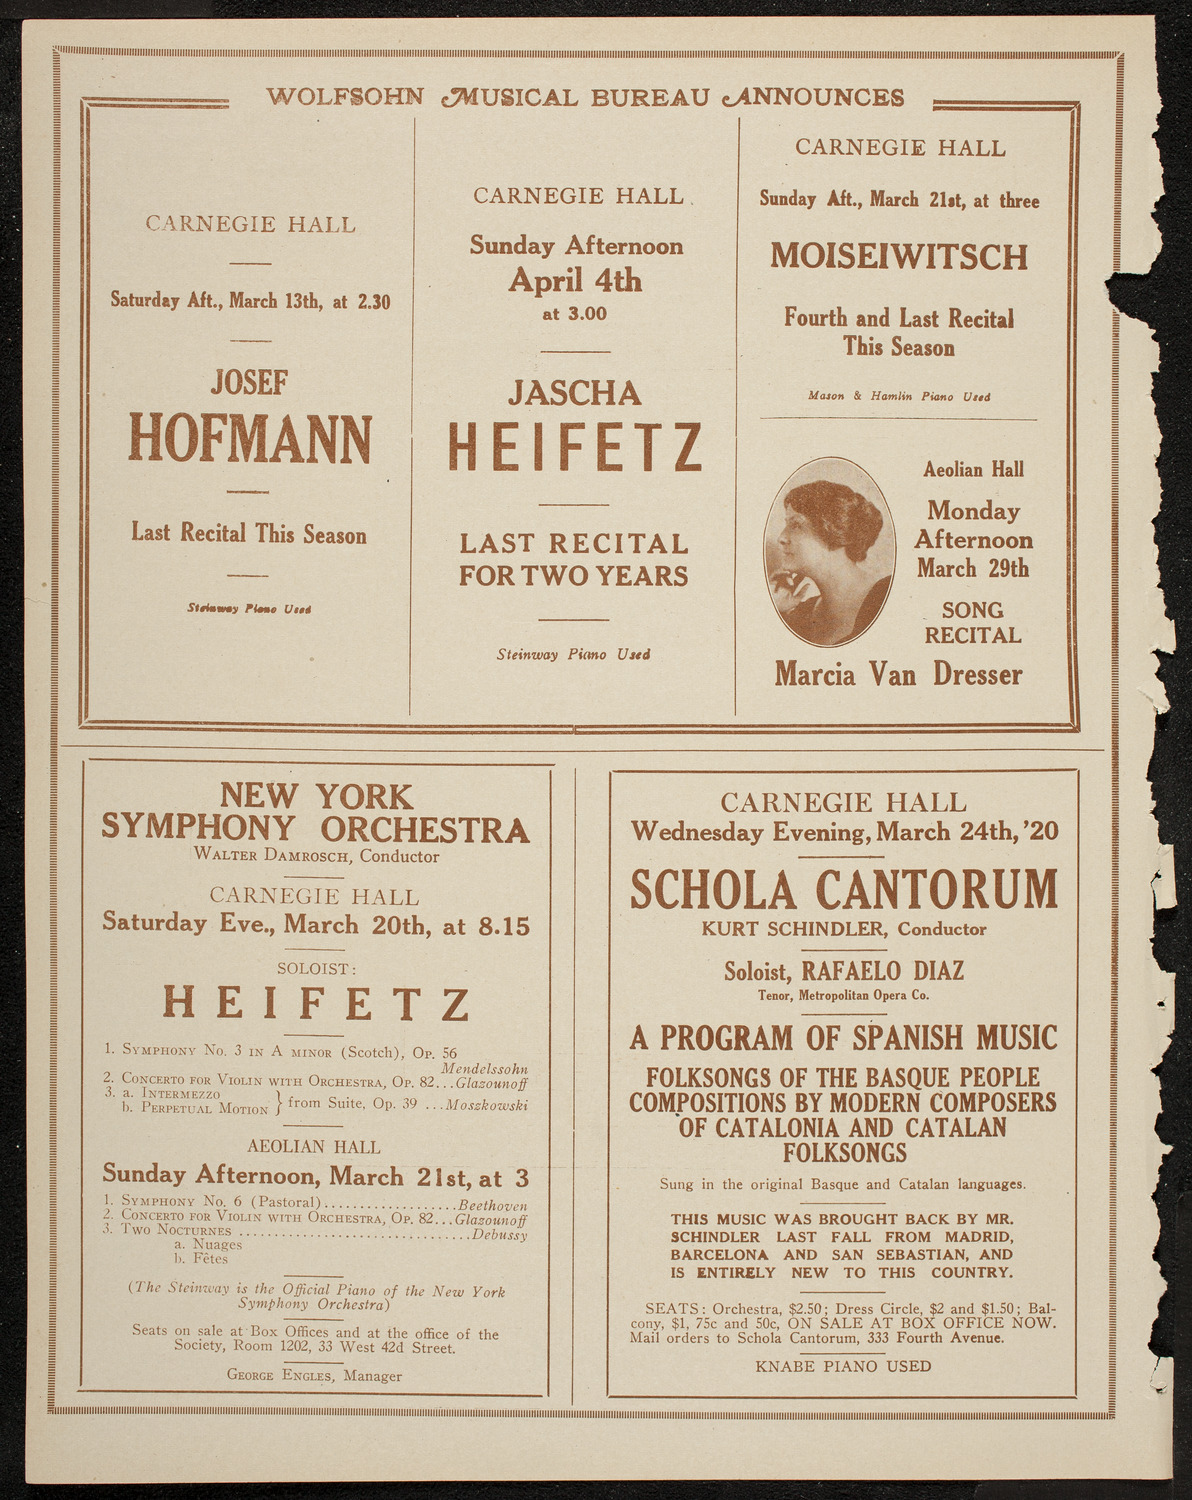 WOLFSOHN MUSICAL BUREAU ANNOUNCES
CARNEGIE HALL
Saturday Aft., March 13th, at 2.30
JOSEF
HOFMANN
Last Recital This Season
Steinway Piano Used
CARNEGIE HALL
Sunday Afternoon
April 4th
at 3.00
JASCHA
HEIFETZ
LAST RECITAL
FOR TWO YEARS
Steinway Piano Used
CARNEGIE HALL
Sunday Aft., March 21st, at three
MOISEIWITSCH
Fourth and Last Recital
This Season
Mason & Hamlin Piano Used
Aeolian Hall
Monday
Afternoon
March 29th
SONG
RECITAL
Marcia Van Dresser
NEW YORK
SYMPHONY ORCHESTRA
WALTER DAMROSCH, Conductor
CARNEGIE HALL
Saturday Eve., March 20th, at 8.15
SOLOIST:
HEIFETZ
1. SYMPHONY NO. 3 IN A MINOR (Scotch), OP. 56
Mendelssohn
2. CONCERTO FOR VIOLIN WITH ORCHESTRA, OP. 82...Glazounoff
3. a. INTERMEZZO
b. PERPETUAL MOTION } from Suite, Op. 39 ...Moszkowski
AEOLIAN HALL
Sunday Afternoon, March 21st, at 3
1. SYMPHONY NO. 6 (Pastoral)..................Beethoven
2. CONCERTO FOR VIOLIN WITH ORCHESTRA, OP. 82...Glazounoff
3. TWO NOCTURNES ................................Debussy
a. Nuages
b. Fêtes
(The Steinway is the Official Piano of the New York
Symphony Orchestra)
Seats on sale at Box Offices and at the office of the
Society, Room 1202, 33 West 42d Street.
GEORGE ENGLES, Manager
CARNEGIE HALL
Wednesday Evening, March 24th, '20
SCHOLA CANTORUM
KURT SCHINDLER, Conductor
Soloist, RAFAELO DIAZ
Tenor, Metropolitan Opera Co.
A PROGRAM OF SPANISH MUSIC
FOLKSONGS OF THE BASQUE PEOPLE
COMPOSITIONS BY MODERN COMPOSERS
OF CATALONIA AND CATALAN
FOLKSONGS
Sung in the original Basque and Catalan languages.
THIS MUSIC WAS BROUGHT BACK BY MR.
SCHINDLER LAST FALL FROM MADRID,
BARCELONA AND SAN SEBASTIAN, AND
IS ENTIRELY NEW TO THIS COUNTRY.
SEATS: Orchestra, $2.50; Dress Circle, $2 and $1.50; Bal-
cony, $1, 75c and 50c, ON SALE AT BOX OFFICE NOW.
Mail orders to Schola Cantorum, 333 Fourth Avenue.
KNABE PIANO USED